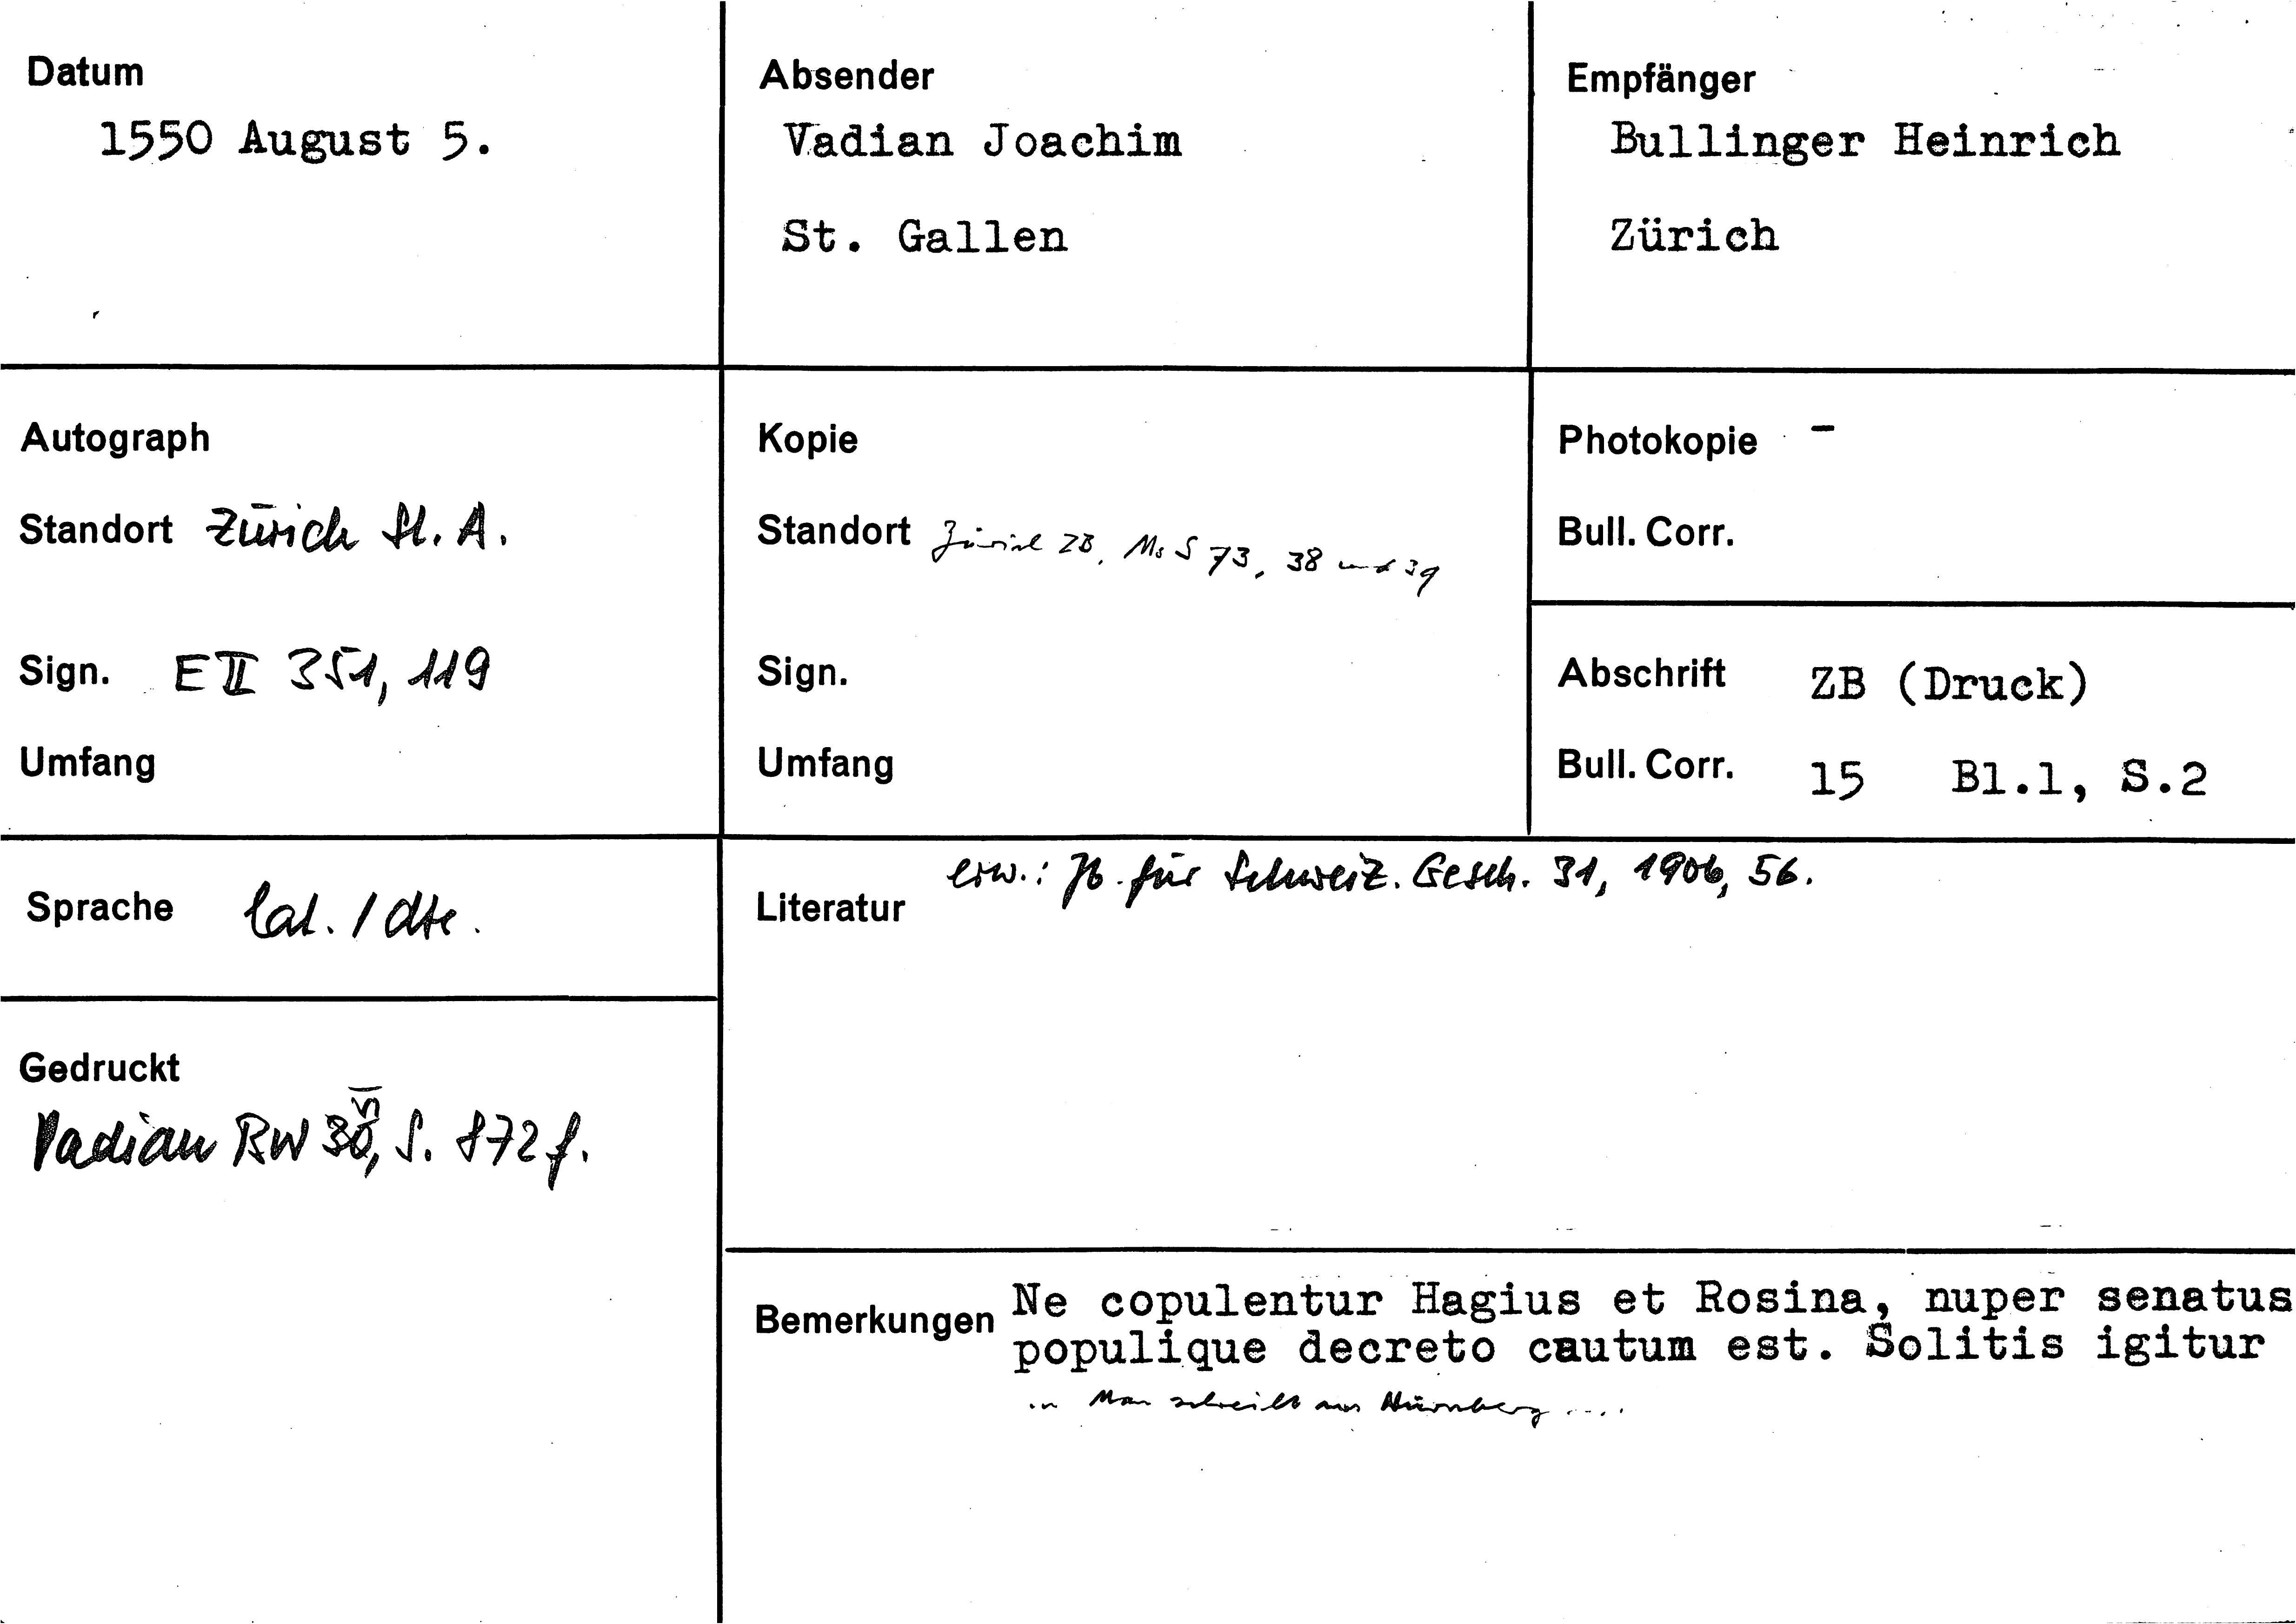 Datum
1550 August 5.
Absender
Vadian Joachim
St. Gallen
Empfänger
Bullinger Heinrich
Zürich
Autograph
Standort Zürich St. A.
Sign. E II 351, 119
Umfang
Kopie
Standort Zürich ZB, Ms S 73, 38 und 39
Sign.
Umfang
Photokopie -
Bull. Corr.
Abschrift ZB (Druck)
Bull. Corr. 15 Bl.1, S.2
Sprache lat. / dte.
Literatur erw.: Jb. für Schweiz. Gesch. 31, 1906, 56.
Gedruckt
Vadian BW VI, S. 872 f.
Bemerkungen Ne copulentur Hagius et Rosina, nuper senatus
populique decreto cautum est. Solitis igitur
Man schreibt aus Nürnberg ....